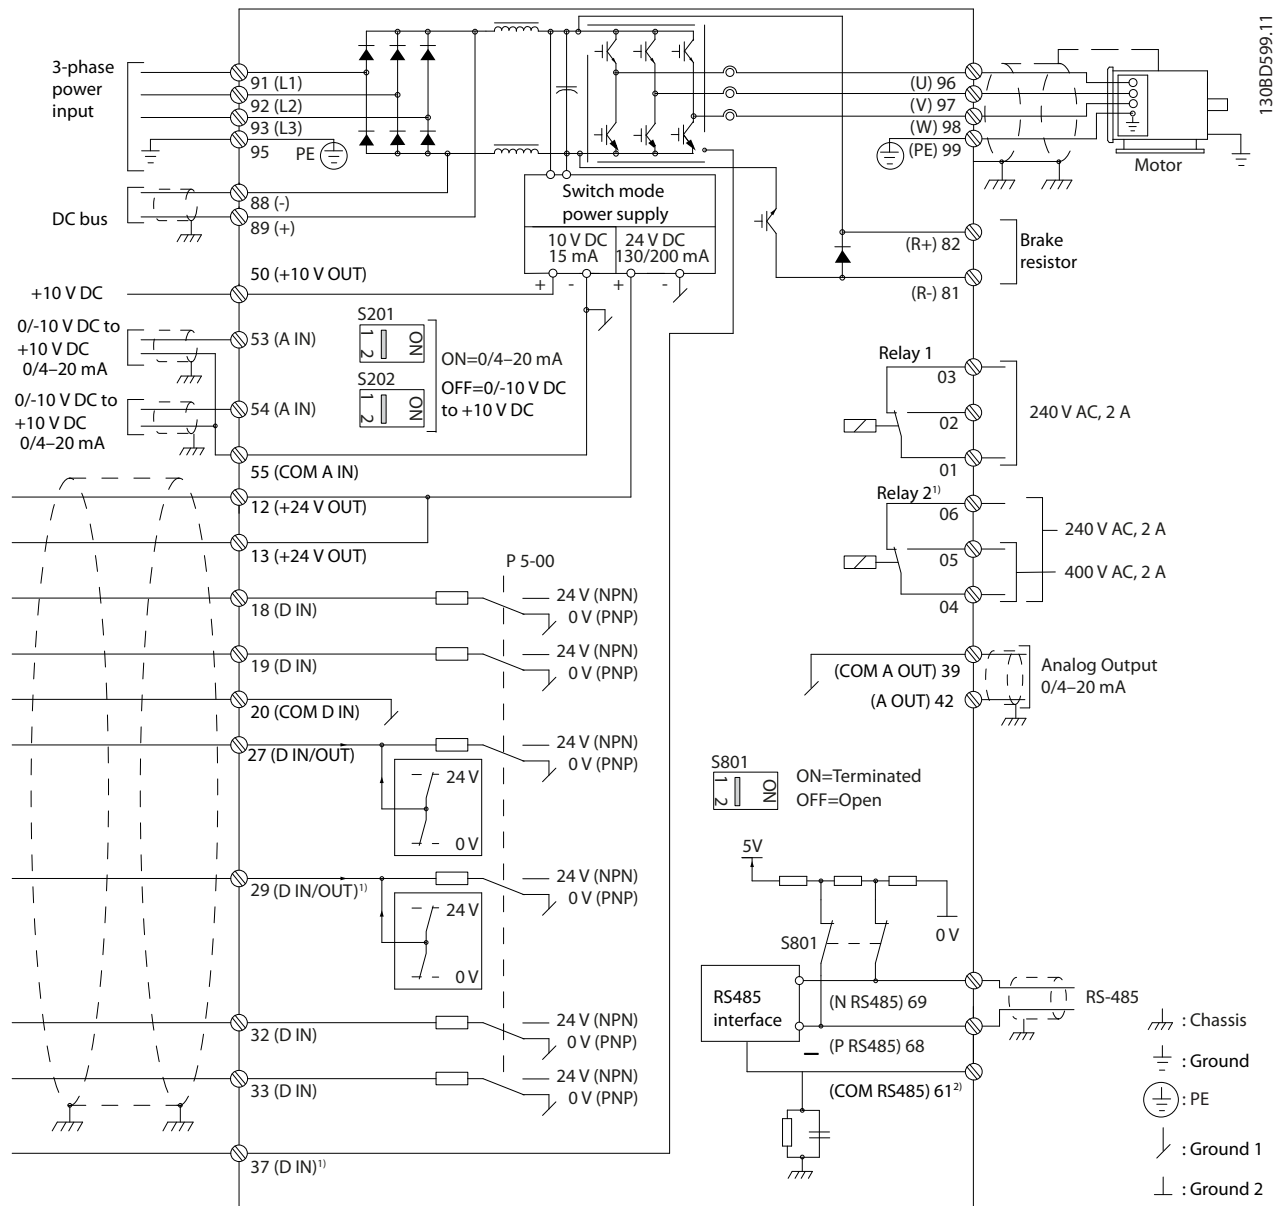 130BD599.11
3-phase
power
input
91 (L1)
92 (L2)
93 (L3)
95
PE
DC bus
88 (-)
89 (+)
50 (+10 V OUT)
+10 V DC
0/-10 V DC to
+10 V DC
0/4–20 mA
53 (A IN)
0/-10 V DC to
+10 V DC
0/4–20 mA
54 (A IN)
55 (COM A IN)
12 (+24 V OUT)
13 (+24 V OUT)
18 (D IN)
19 (D IN)
20 (COM D IN)
27 (D IN/OUT)
29 (D IN/OUT)1)
32 (D IN)
33 (D IN)
37 (D IN)1)
S201
1 2 ON
S202
1 2 ON
ON=0/4–20 mA
OFF=0/-10 V DC
to +10 V DC
Switch mode
power supply
10 V DC
15 mA
24 V DC
130/200 mA
+ - + -
P 5-00
24 V (NPN)
0 V (PNP)
24 V (NPN)
0 V (PNP)
24 V (NPN)
0 V (PNP)
24 V
0 V
24 V (NPN)
0 V (PNP)
24 V
0 V
24 V (NPN)
0 V (PNP)
24 V (NPN)
0 V (PNP)
(U) 96
(V) 97
(W) 98
(PE) 99
Motor
(R+) 82
(R-) 81
Brake
resistor
Relay 1
03
02
01
240 V AC, 2 A
Relay 21)
06
05
04
240 V AC, 2 A
400 V AC, 2 A
(COM A OUT) 39
(A OUT) 42
Analog Output
0/4–20 mA
S801
1 2 ON
ON=Terminated
OFF=Open
5V
0 V
S801
RS485
interface
(N RS485) 69
(P RS485) 68
(COM RS485) 612)
RS-485
: Chassis
: Ground
: PE
: Ground 1
: Ground 2